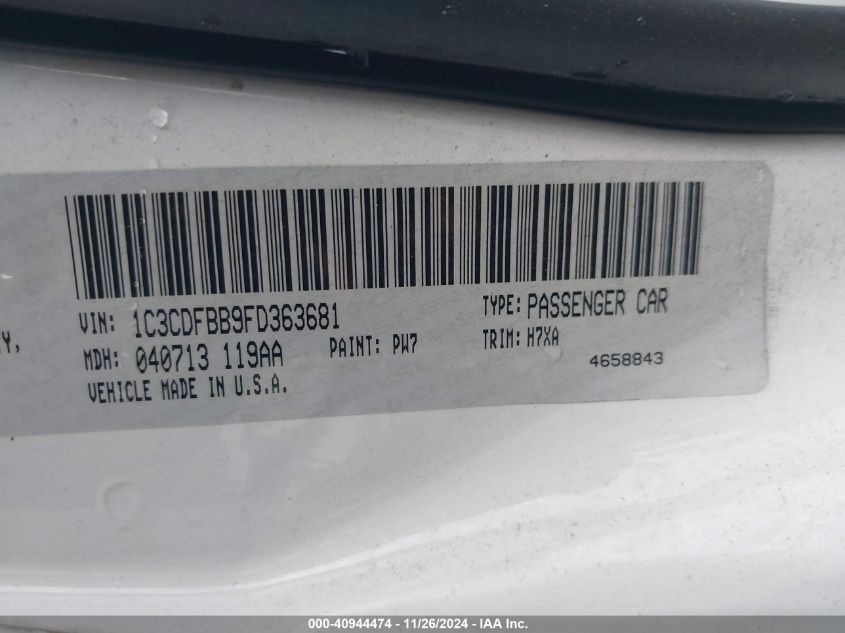 VIN: 1C3CDFBB9FD363681 TYPE: PASSENGER CAR
Y,
MDH: 040713 119AA PAINT: PW7 TRIM: H7XA
4658843
VEHICLE MADE IN U.S.A.
000-40944474 - 11/26/2024 - IAA Inc.